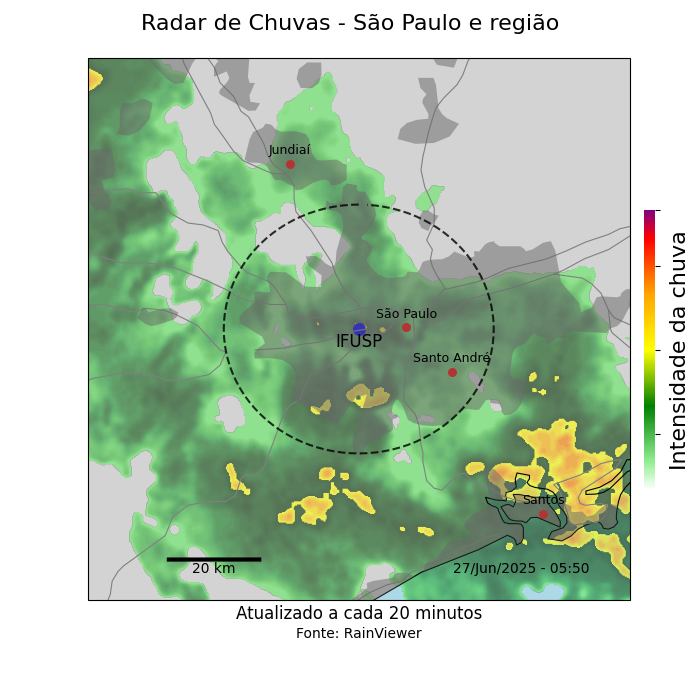 Radar de Chuvas - São Paulo e região
Jundiaí
São Paulo
IFUSP
Santo André
Santos
20 km
27/Jun/2025 - 05:50
Intensidade da chuva
Atualizado a cada 20 minutos
Fonte: RainViewer